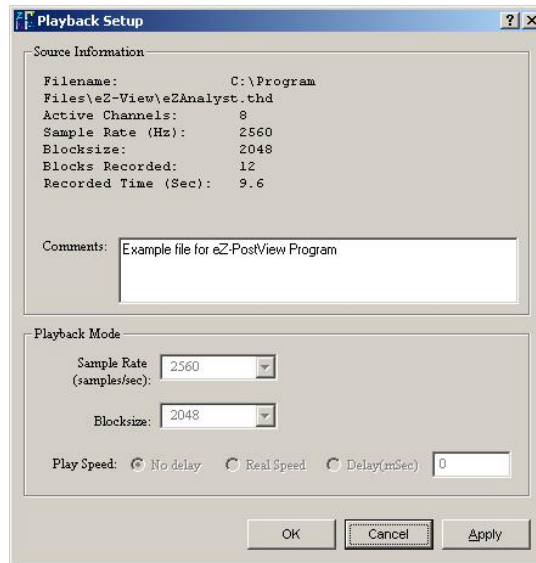 Playback Setup
Source Information
Filename: C:\Program
Files\eZ-View\eZAnalyst.thd
Active Channels: 8
Sample Rate (Hz): 2560
Blocksize: 2048
Blocks Recorded: 12
Recorded Time (Sec): 9.6
Comments: Example file for eZ-PostView Program
Playback Mode
Sample Rate
(samples/sec): 2560
Blocksize: 2048
Play Speed: No delay Real Speed Delay(mSec) 0
OK Cancel Apply